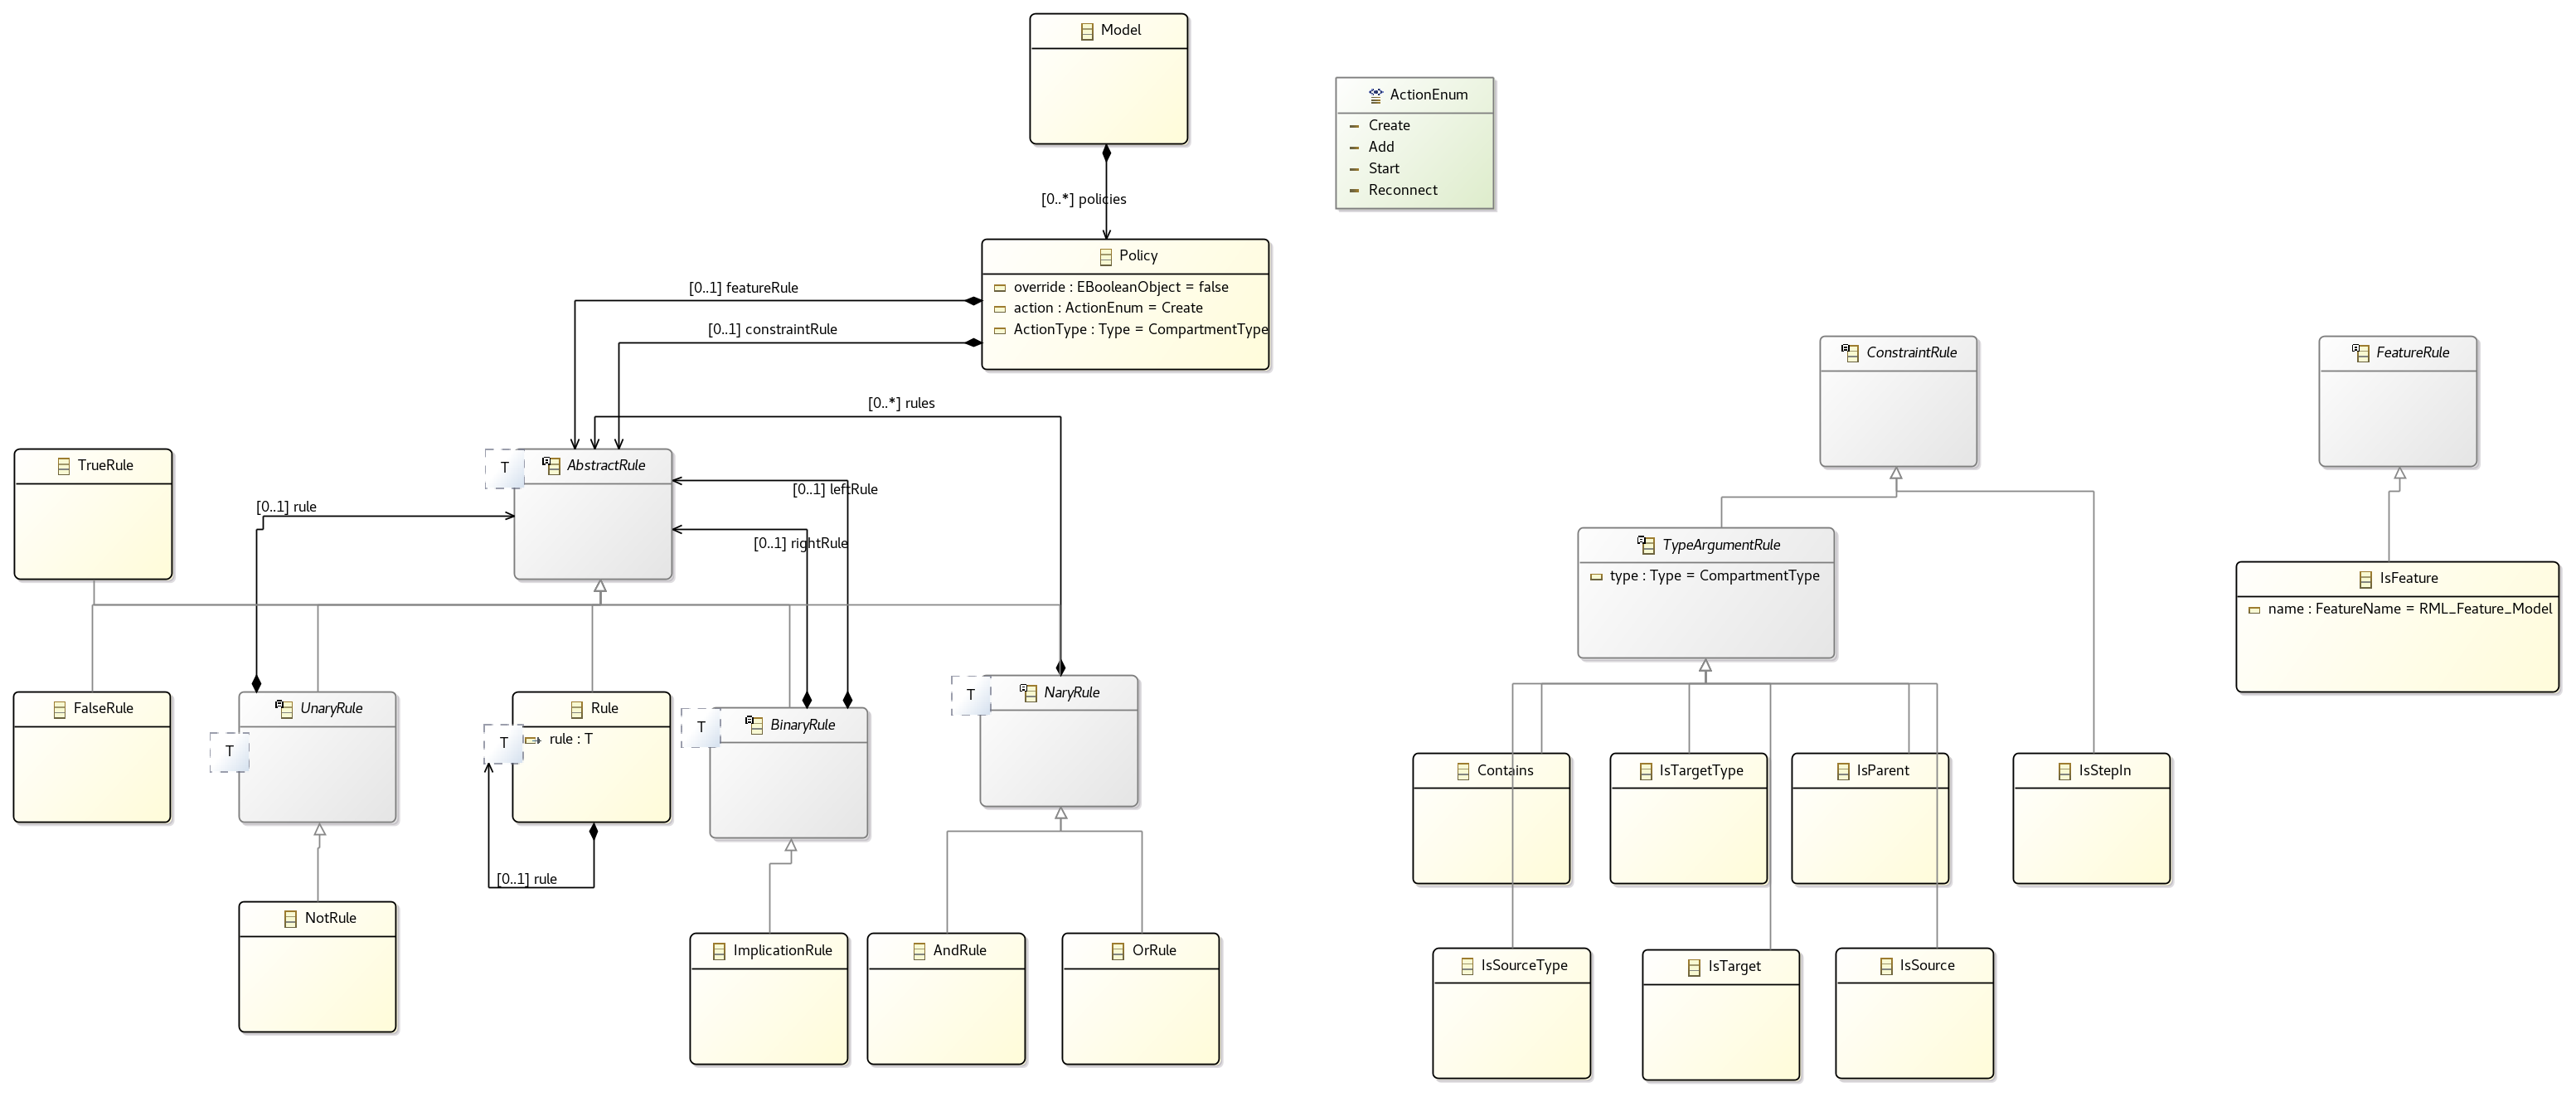 Model
ActionEnum
Create
Add
Start
Reconnect
[0..*] policies
Policy
override : EBooleanObject = false
action : ActionEnum = Create
ActionType : Type = CompartmentType
[0..1] featureRule
[0..1] constraintRule
[0..*] rules
ConstraintRule
FeatureRule
TrueRule
T
AbstractRule
[0..1] rule
[0..1] leftRule
[0..1] rightRule
TypeArgumentRule
type : Type = CompartmentType
IsFeature
name : FeatureName = RML_Feature_Model
FalseRule
UnaryRule
T
Rule
T
rule : T
T
BinaryRule
T
NaryRule
Contains
IsTargetType
IsParent
IsStepIn
[0..1] rule
NotRule
ImplicationRule
AndRule
OrRule
IsSourceType
IsTarget
IsSource